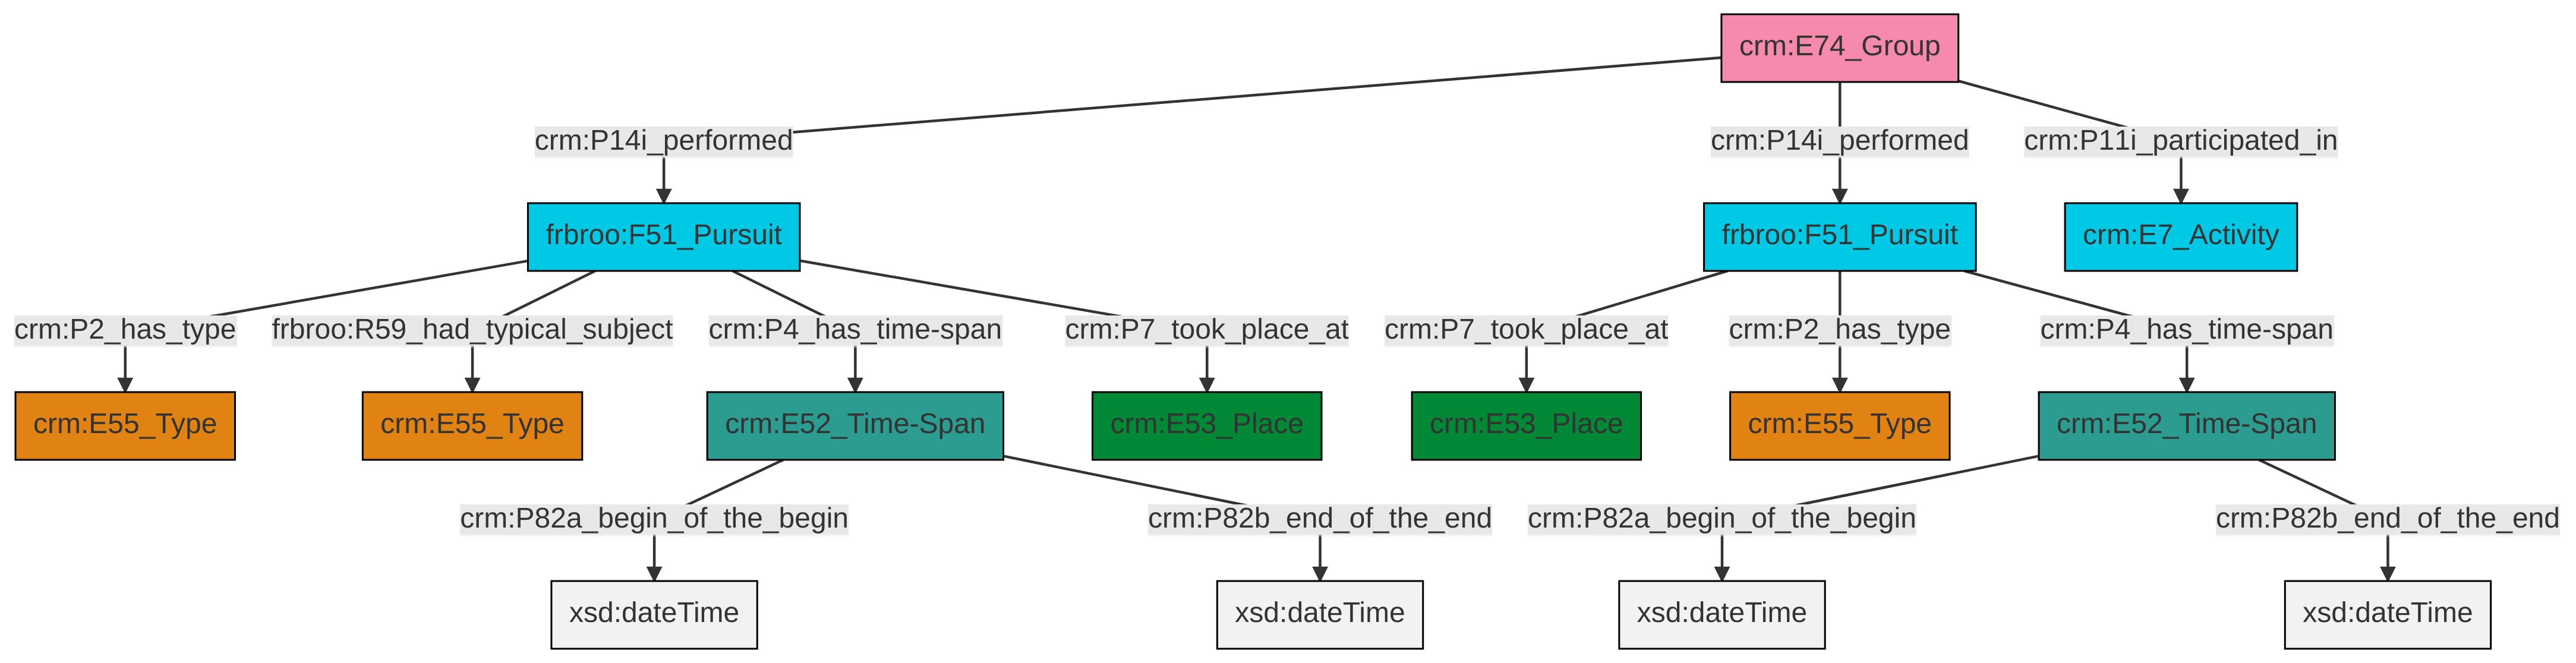 crm:E74_Group
crm:P14i_performed
crm:P14i_performed
crm:P11i_participated_in
frbroo:F51_Pursuit
frbroo:F51_Pursuit
crm:E7_Activity
crm:P2_has_type
frbroo:R59_had_typical_subject
crm:P4_has_time-span
crm:P7_took_place_at
crm:P7_took_place_at
crm:P2_has_type
crm:P4_has_time-span
crm:E55_Type
crm:E55_Type
crm:E52_Time-Span
crm:E53_Place
crm:E53_Place
crm:E55_Type
crm:E52_Time-Span
crm:P82a_begin_of_the_begin
crm:P82b_end_of_the_end
crm:P82a_begin_of_the_begin
crm:P82b_end_of_the_end
xsd:dateTime
xsd:dateTime
xsd:dateTime
xsd:dateTime